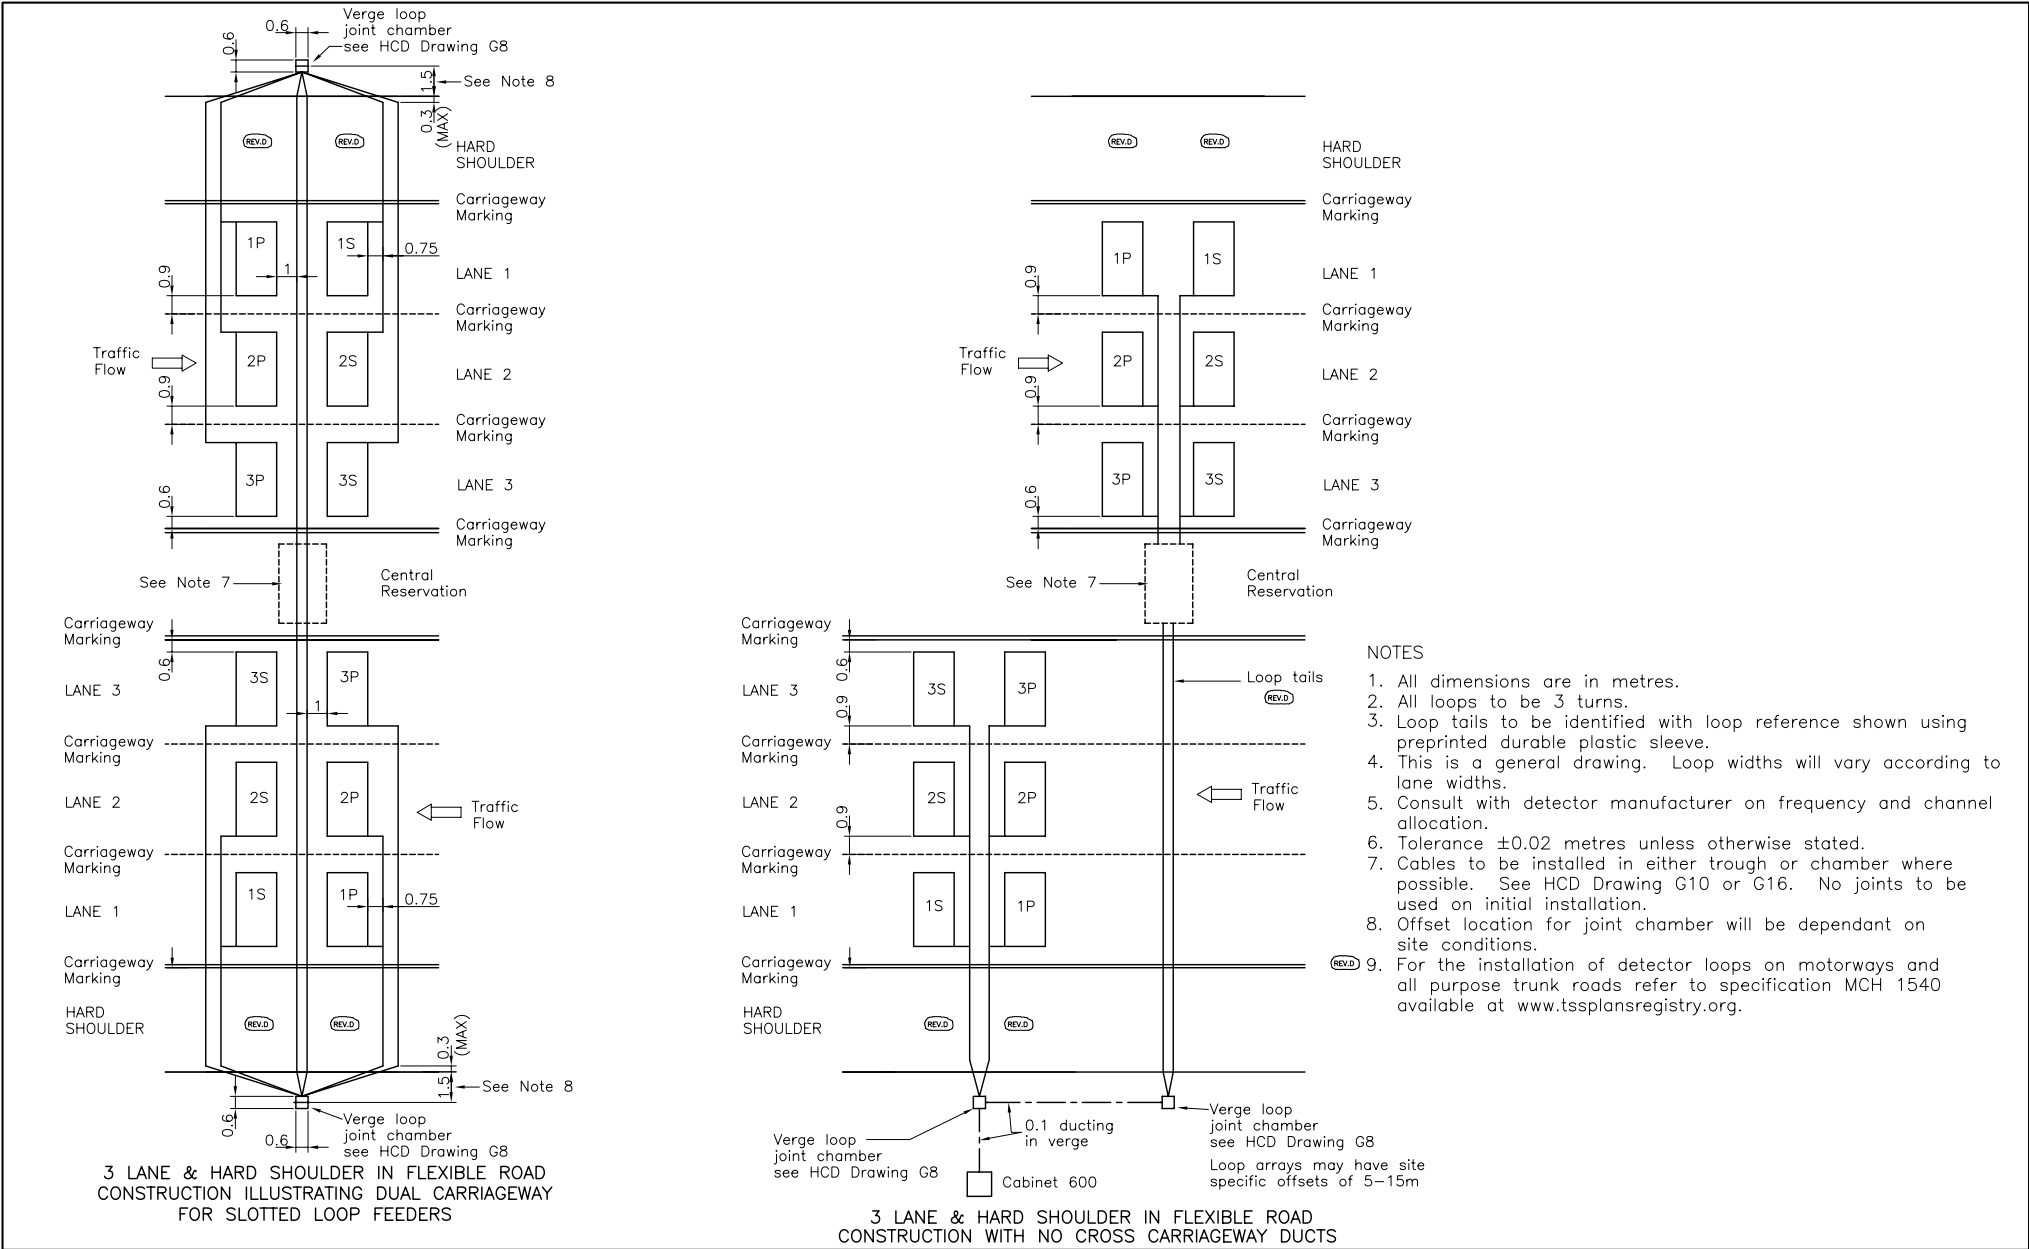 0.6
Verge loop
joint chamber
see HCD Drawing G8
0.6
1.5
See Note 8
0.3
(MAX)
REV.D
REV.D
HARD
SHOULDER
Carriageway
Marking
1P
1S
0.75
1
LANE 1
0.9
Carriageway
Marking
Traffic
Flow
2P
2S
LANE 2
0.9
Carriageway
Marking
3P
3S
LANE 3
0.6
Carriageway
Marking
See Note 7
Central
Reservation
Carriageway
Marking
0.6
LANE 3
3S
3P
1
Carriageway
Marking
LANE 2
2S
2P
Traffic
Flow
Carriageway
Marking
LANE 1
1S
1P
0.75
Carriageway
Marking
HARD
SHOULDER
REV.D
REV.D
0.3
(MAX)
1.5
See Note 8
0.6
0.6
Verge loop
joint chamber
see HCD Drawing G8
3 LANE & HARD SHOULDER IN FLEXIBLE ROAD
CONSTRUCTION ILLUSTRATING DUAL CARRIAGEWAY
FOR SLOTTED LOOP FEEDERS
REV.D
REV.D
HARD
SHOULDER
Carriageway
Marking
1P
1S
LANE 1
0.9
Carriageway
Marking
Traffic
Flow
2P
2S
LANE 2
0.9
Carriageway
Marking
3P
3S
LANE 3
0.6
Carriageway
Marking
See Note 7
Central
Reservation
Carriageway
Marking
0.6
LANE 3
3S
3P
Loop tails
REV.D
0.9
Carriageway
Marking
LANE 2
2S
2P
Traffic
Flow
0.9
Carriageway
Marking
LANE 1
1S
1P
Carriageway
Marking
HARD
SHOULDER
REV.D
REV.D
Verge loop
joint chamber
see HCD Drawing G8
0.1 ducting
in verge
Cabinet 600
Verge loop
joint chamber
see HCD Drawing G8
Loop arrays may have site
specific offsets of 5-15m
3 LANE & HARD SHOULDER IN FLEXIBLE ROAD
CONSTRUCTION WITH NO CROSS CARRIAGEWAY DUCTS
NOTES
1. All dimensions are in metres.
2. All loops to be 3 turns.
3. Loop tails to be identified with loop reference shown using
preprinted durable plastic sleeve.
4. This is a general drawing. Loop widths will vary according to
lane widths.
5. Consult with detector manufacturer on frequency and channel
allocation.
6. Tolerance ±0.02 metres unless otherwise stated.
7. Cables to be installed in either trough or chamber where
possible. See HCD Drawing G10 or G16. No joints to be
used on initial installation.
8. Offset location for joint chamber will be dependant on
site conditions.
REV.D 9. For the installation of detector loops on motorways and
all purpose trunk roads refer to specification MCH 1540
available at www.tssplansregistry.org.